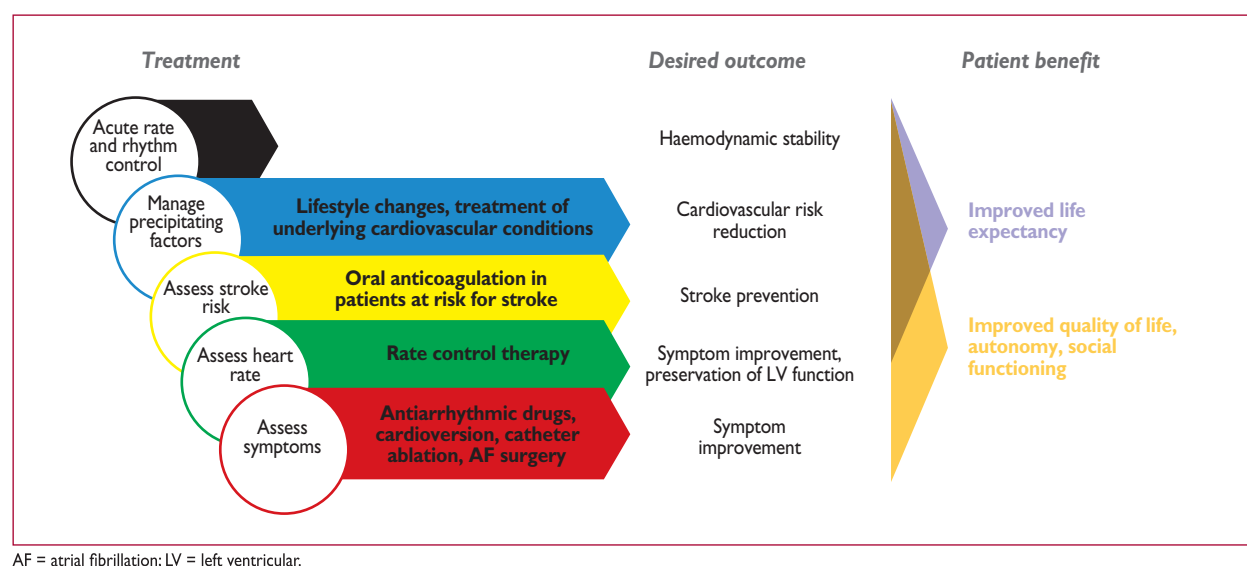 Treatment
Desired outcome
Patient benefit
Acute rate
and rhythm
control
Haemodynamic stability
Manage
precipitating
factors
Lifestyle changes, treatment of
underlying cardiovascular conditions
Cardiovascular risk
reduction
Improved life
expectancy
Assess stroke
risk
Oral anticoagulation in
patients at risk for stroke
Stroke prevention
Assess heart
rate
Rate control therapy
Symptom improvement,
preservation of LV function
Improved quality of life,
autonomy, social
functioning
Assess
symptoms
Antiarrhythmic drugs,
cardioversion, catheter
ablation, AF surgery
Symptom
improvement
AF = atrial fibrillation; LV = left ventricular.